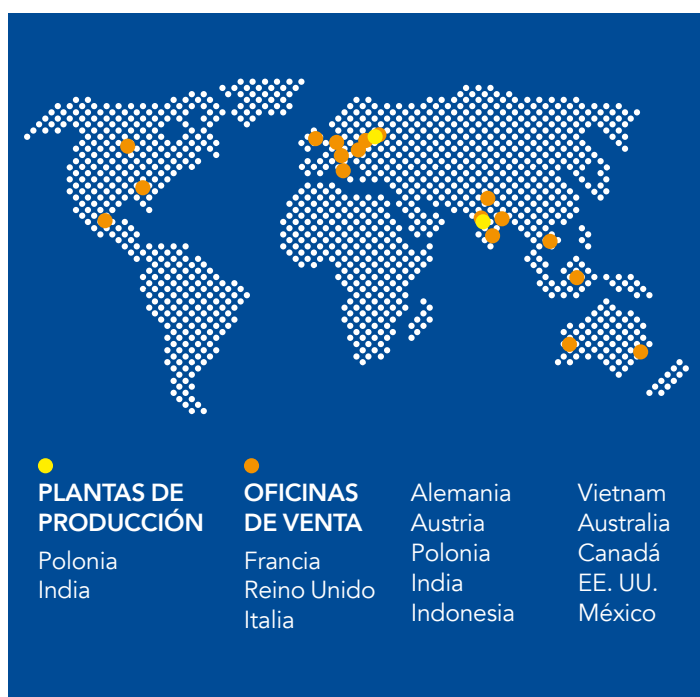 PLANTAS DE
PRODUCCIÓN
Polonia
India
OFICINAS
DE VENTA
Francia
Reino Unido
Italia
Alemania
Austria
Polonia
India
Indonesia
Vietnam
Australia
Canadá
EE. UU.
México